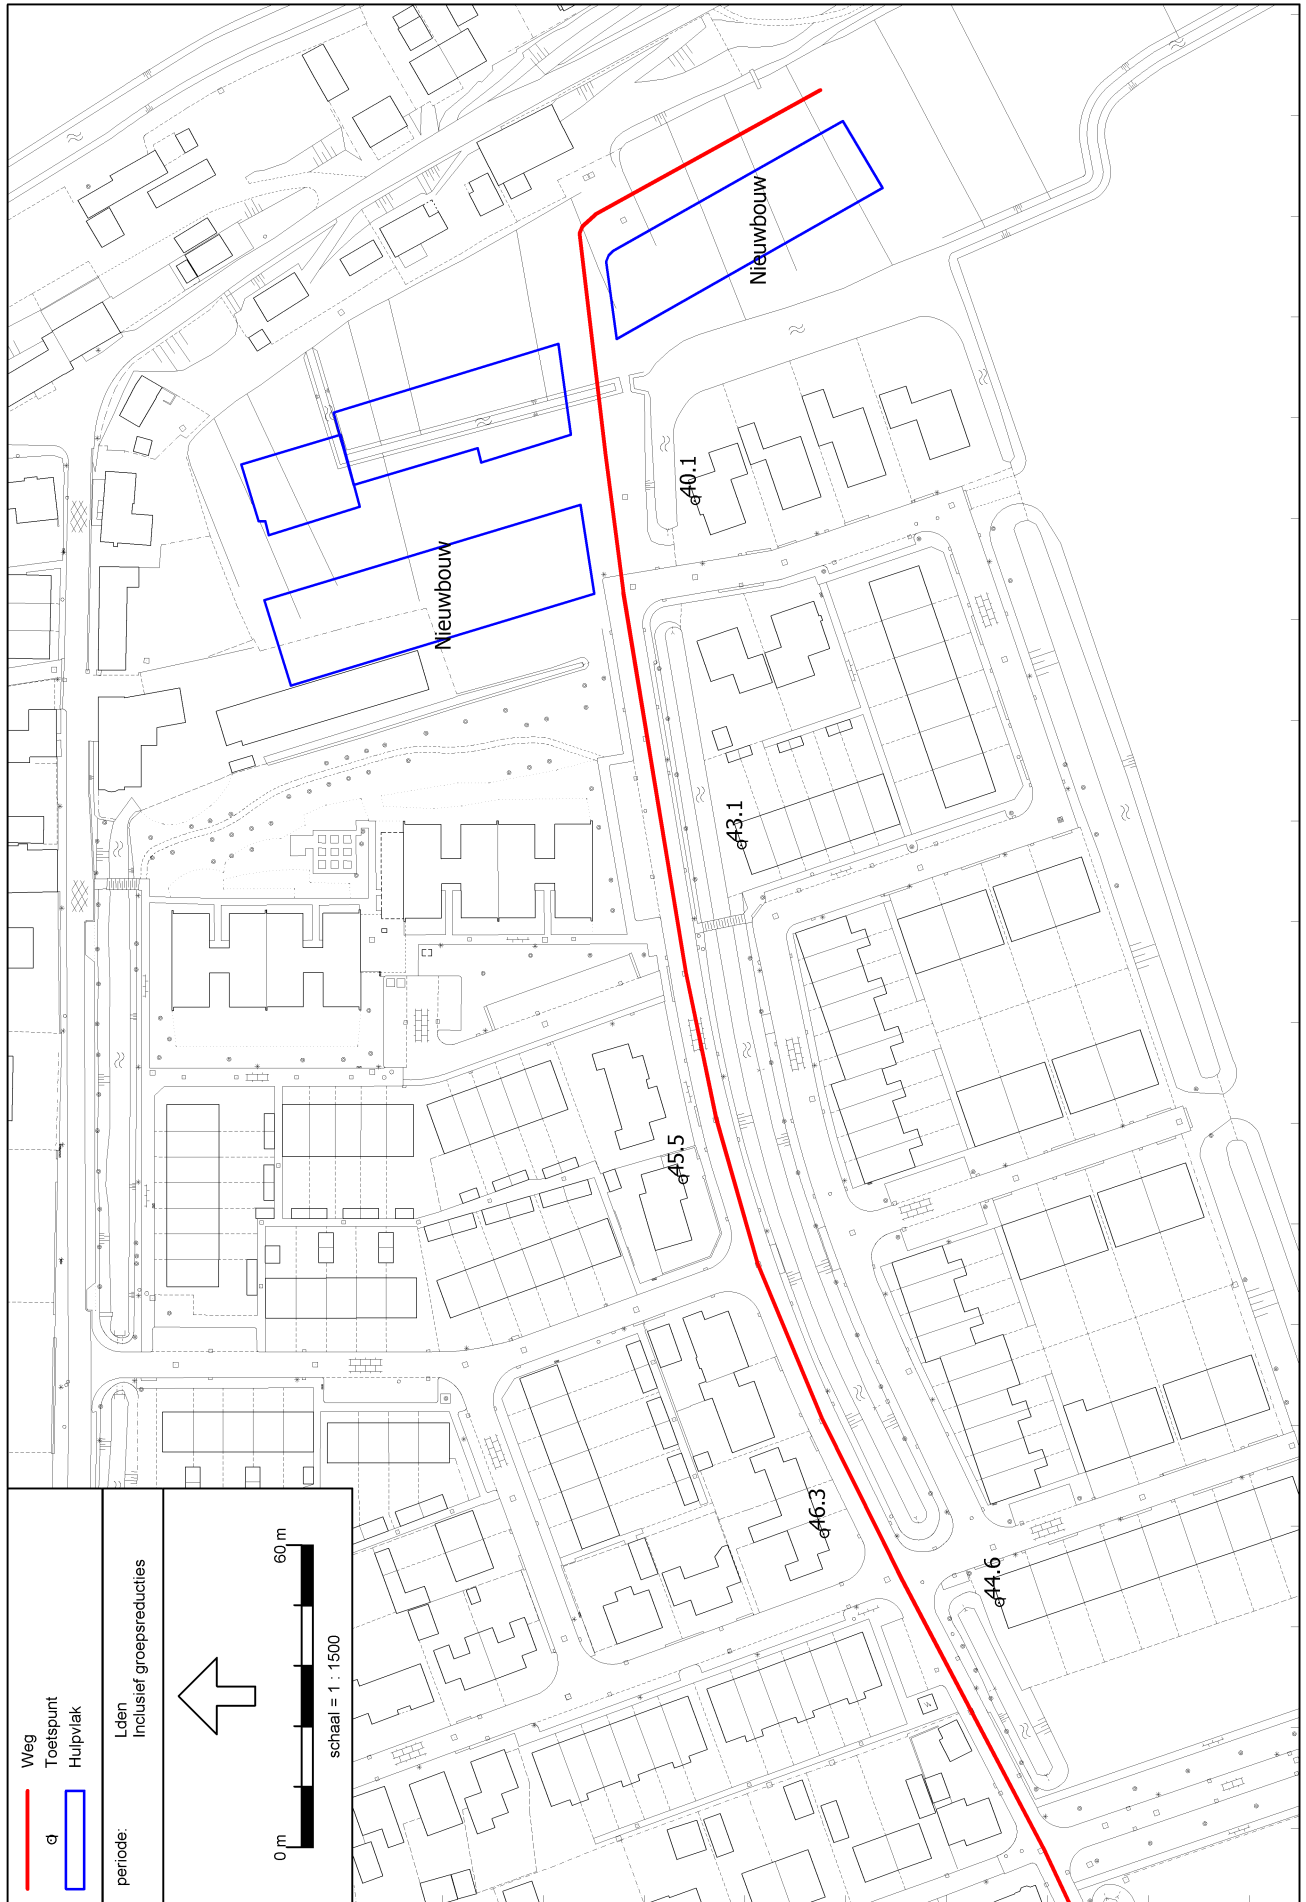 Weg
Toetspunt
Hulpvlak
periode:
Lden
Inclusief groepsreducties
0 m
60 m
schaal = 1 : 1500
Nieuwbouw
Nieuwbouw
40.1
43.1
45.5
46.3
44.6